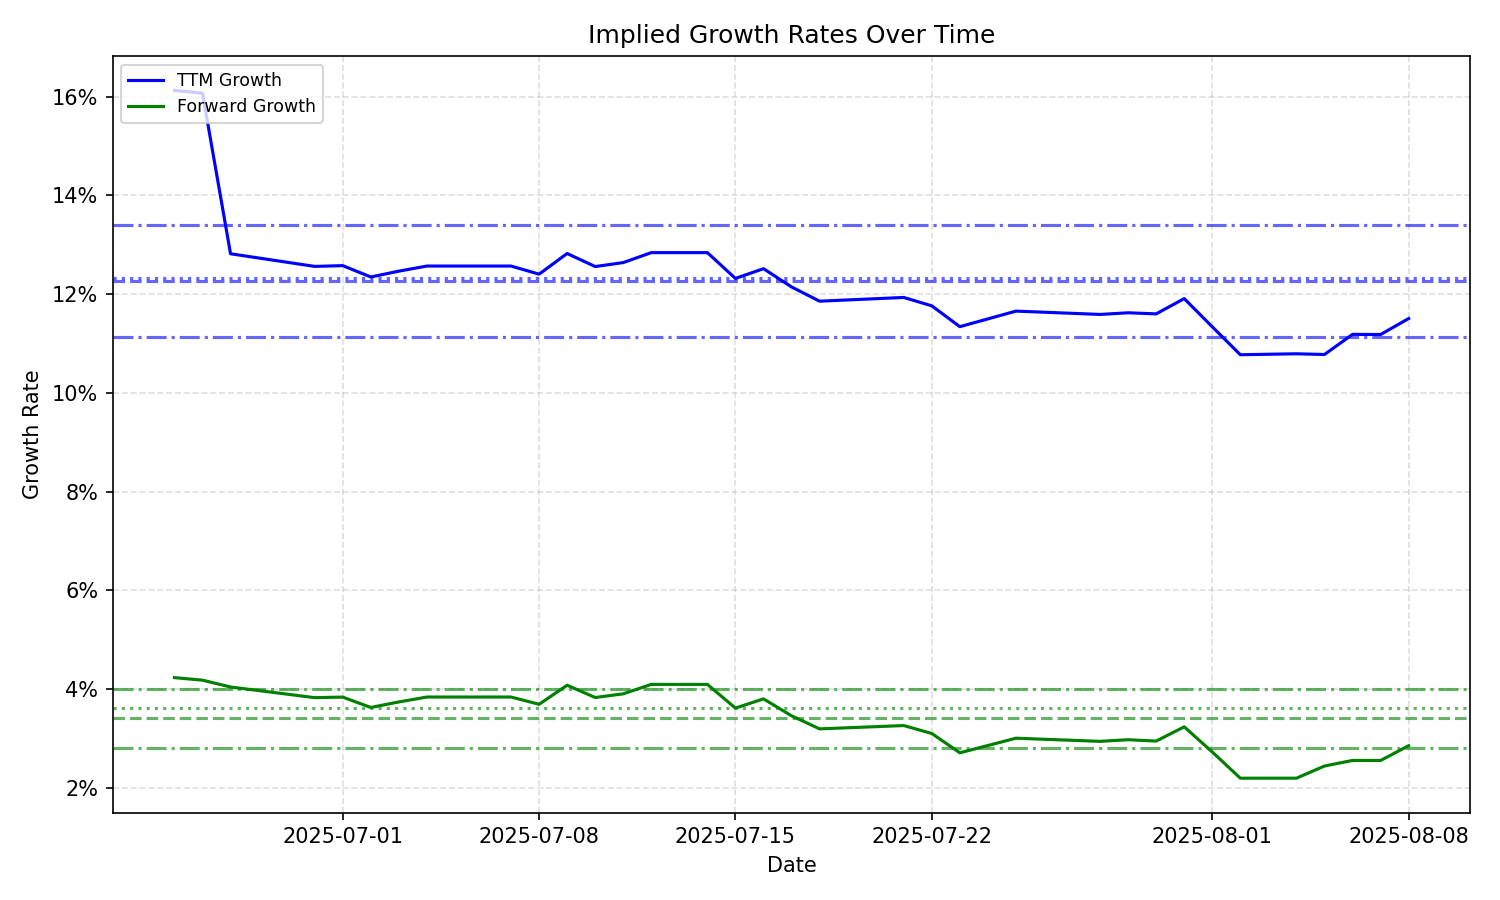 Implied Growth Rates Over Time
TTM Growth
Forward Growth
16%
14%
12%
10%
8%
6%
4%
2%
Growth Rate
2025-07-01
2025-07-08
2025-07-15
2025-07-22
2025-08-01
2025-08-08
Date